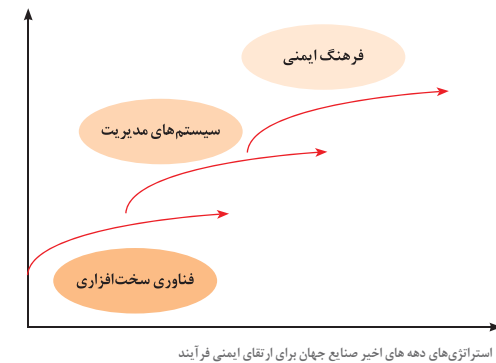 فرهنگ ایمنی
سیستم‌های مدیریت
فناوری سخت‌افزاری
استراتژی‌های دهه های اخیر صنایع جهان برای ارتقای ایمنی فرآیند